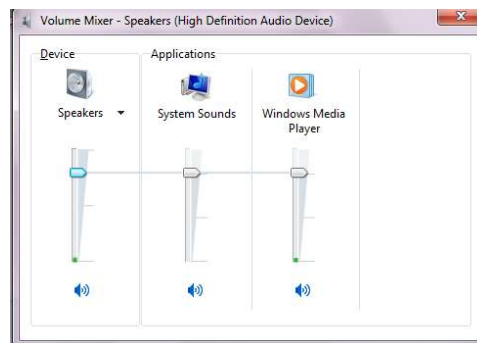 Volume Mixer - Speakers (High Definition Audio Device)
Device
Applications
Speakers
System Sounds
Windows Media
Player